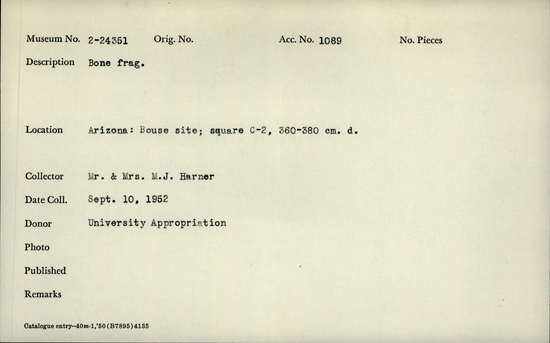 Museum No. 2-24351 Orig. No. Acc. No. 1089 No. Pieces
Description Bone frag.
Location Arizona: Bouse site; square C-2, 360-380 cm. d.
Collector Mr. & Mrs. M.J. Harner
Date Coll. Sept. 10, 1952
Donor University Appropriation
Photo
Published
Remarks
Catalogue entry—40m-1,'50(B7895)4155